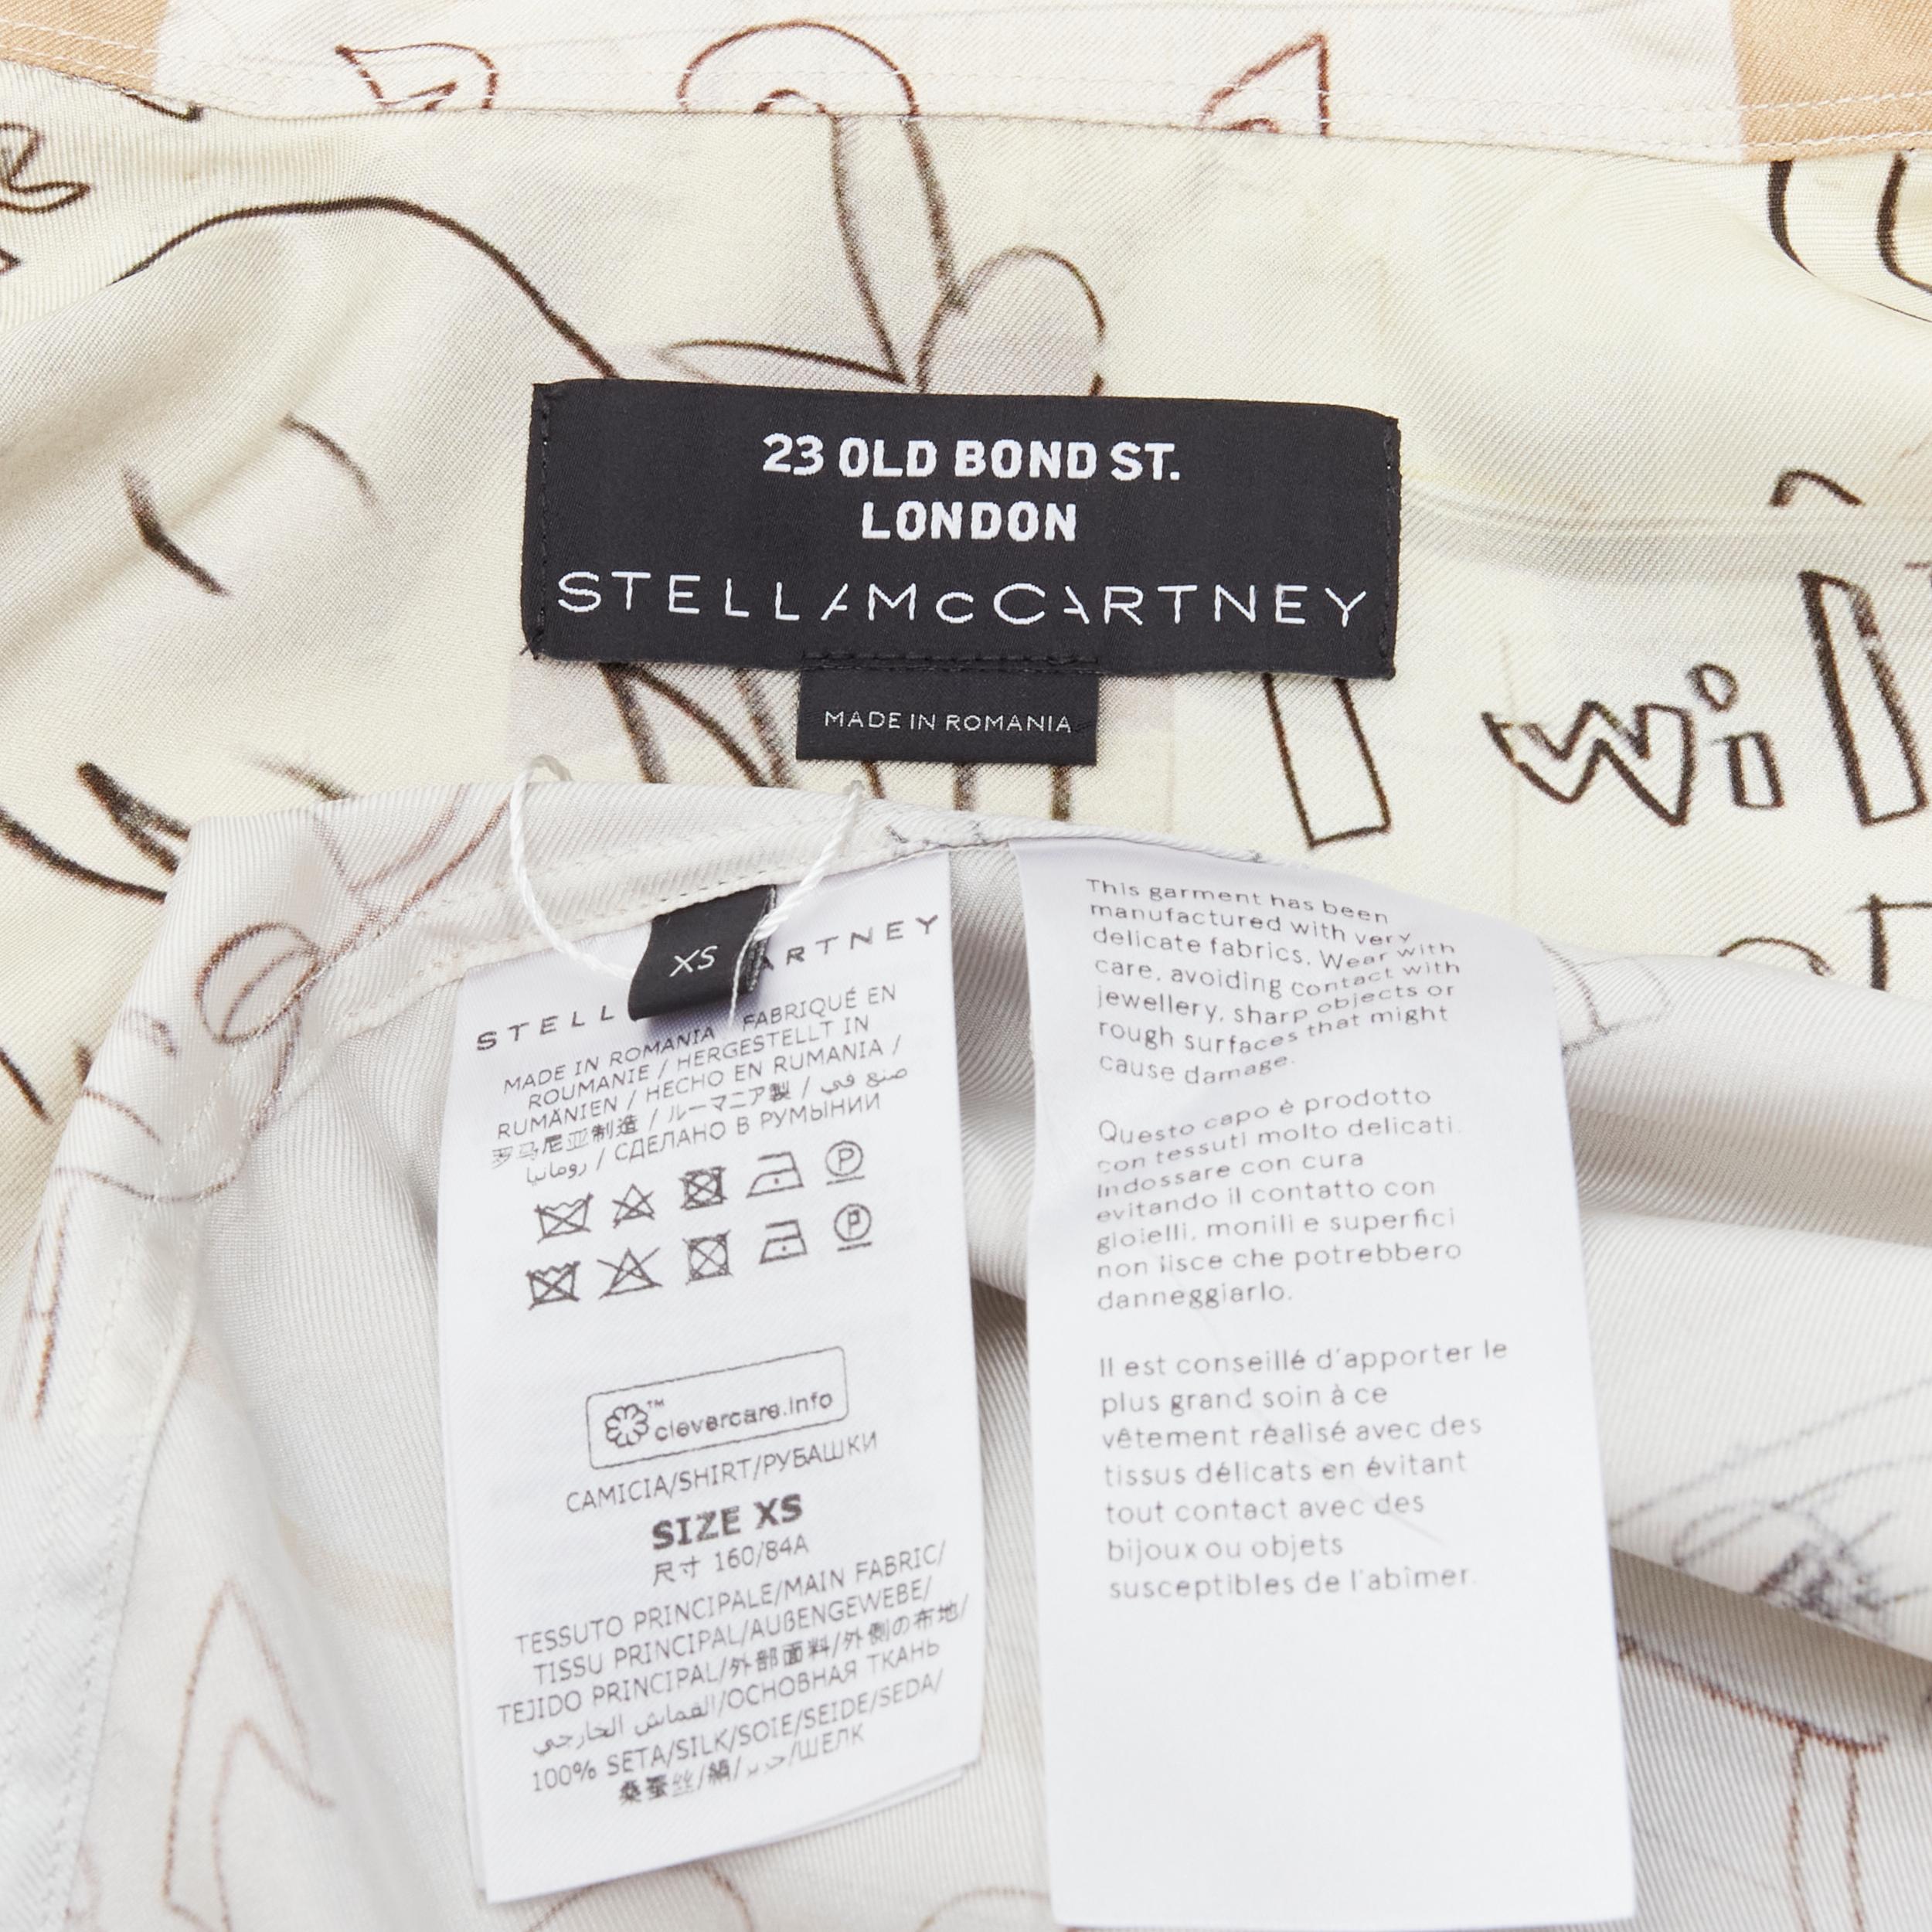 23 OLD BOND ST.
LONDON
STELLA McCARTNEY
MADE IN ROMANIA
I will
XS
STELL ARTNEY
MADE IN ROMANIA FABRIQUÉ EN
ROUMANIE / HERGESTELLT IN
RUMÄNIEN / HECHO EN RUMANIA /
罗马尼亚制造 / ルーマニア製 / صنع في
رومانيا / СДЕЛАНО В РУМЫНИИ
P
P
clevercare.info
CAMICIA/SHIRT/РУБАШКИ
SIZE XS
尺寸 160/84A
TESSUTO PRINCIPALE/MAIN FABRIC/
TISSU PRINCIPAL/AUßENGEWEBE/
TEJIDO PRINCIPAL/外部面料/外側の布地/
القماش الخارجي/ОСНОВНАЯ ТКАНЬ
100% SETA/SILK/SOIE/SEIDE/SEDA/
桑蚕丝/絹/حرير/ШЕЛК
This garment has been
manufactured with very
delicate fabrics. Wear with
care, avoiding contact with
jewellery, sharp objects or
rough surfaces that might
cause damage.
Questo capo è prodotto
con tessuti molto delicati.
Indossare con cura
evitando il contatto con
gioielli, monili e superfici
non lisce che potrebbero
danneggiarlo.
Il est conseillé d'apporter le
plus grand soin à ce
vêtement réalisé avec des
tissus délicats en évitant
tout contact avec des
bijoux ou objets
susceptibles de l'abîmer.